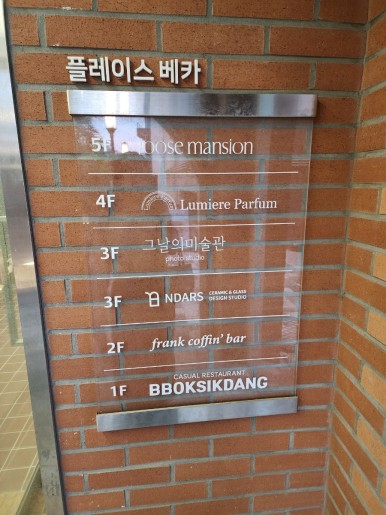 플레이스 베카
5F loose mansion
4F Lumiere Parfum
3F 그날의미술관
photo studio
3F NDARS CERAMIC & GLASS
DESIGN STUDIO
2F frank coffin' bar
CASUAL RESTAURANT
1F BBOKSIKDANG